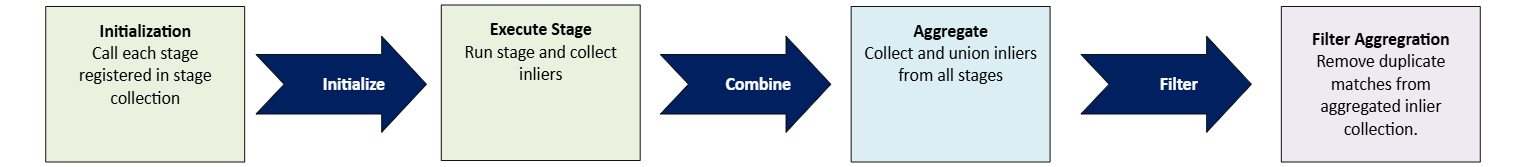 Initialization
Call each stage
registered in stage
collection
Initialize
Execute Stage
Run stage and collect
inliers
Combine
Aggregate
Collect and union inliers
from all stages
Filter
Filter Aggregration
Remove duplicate
matches from
aggregated inlier
collection.